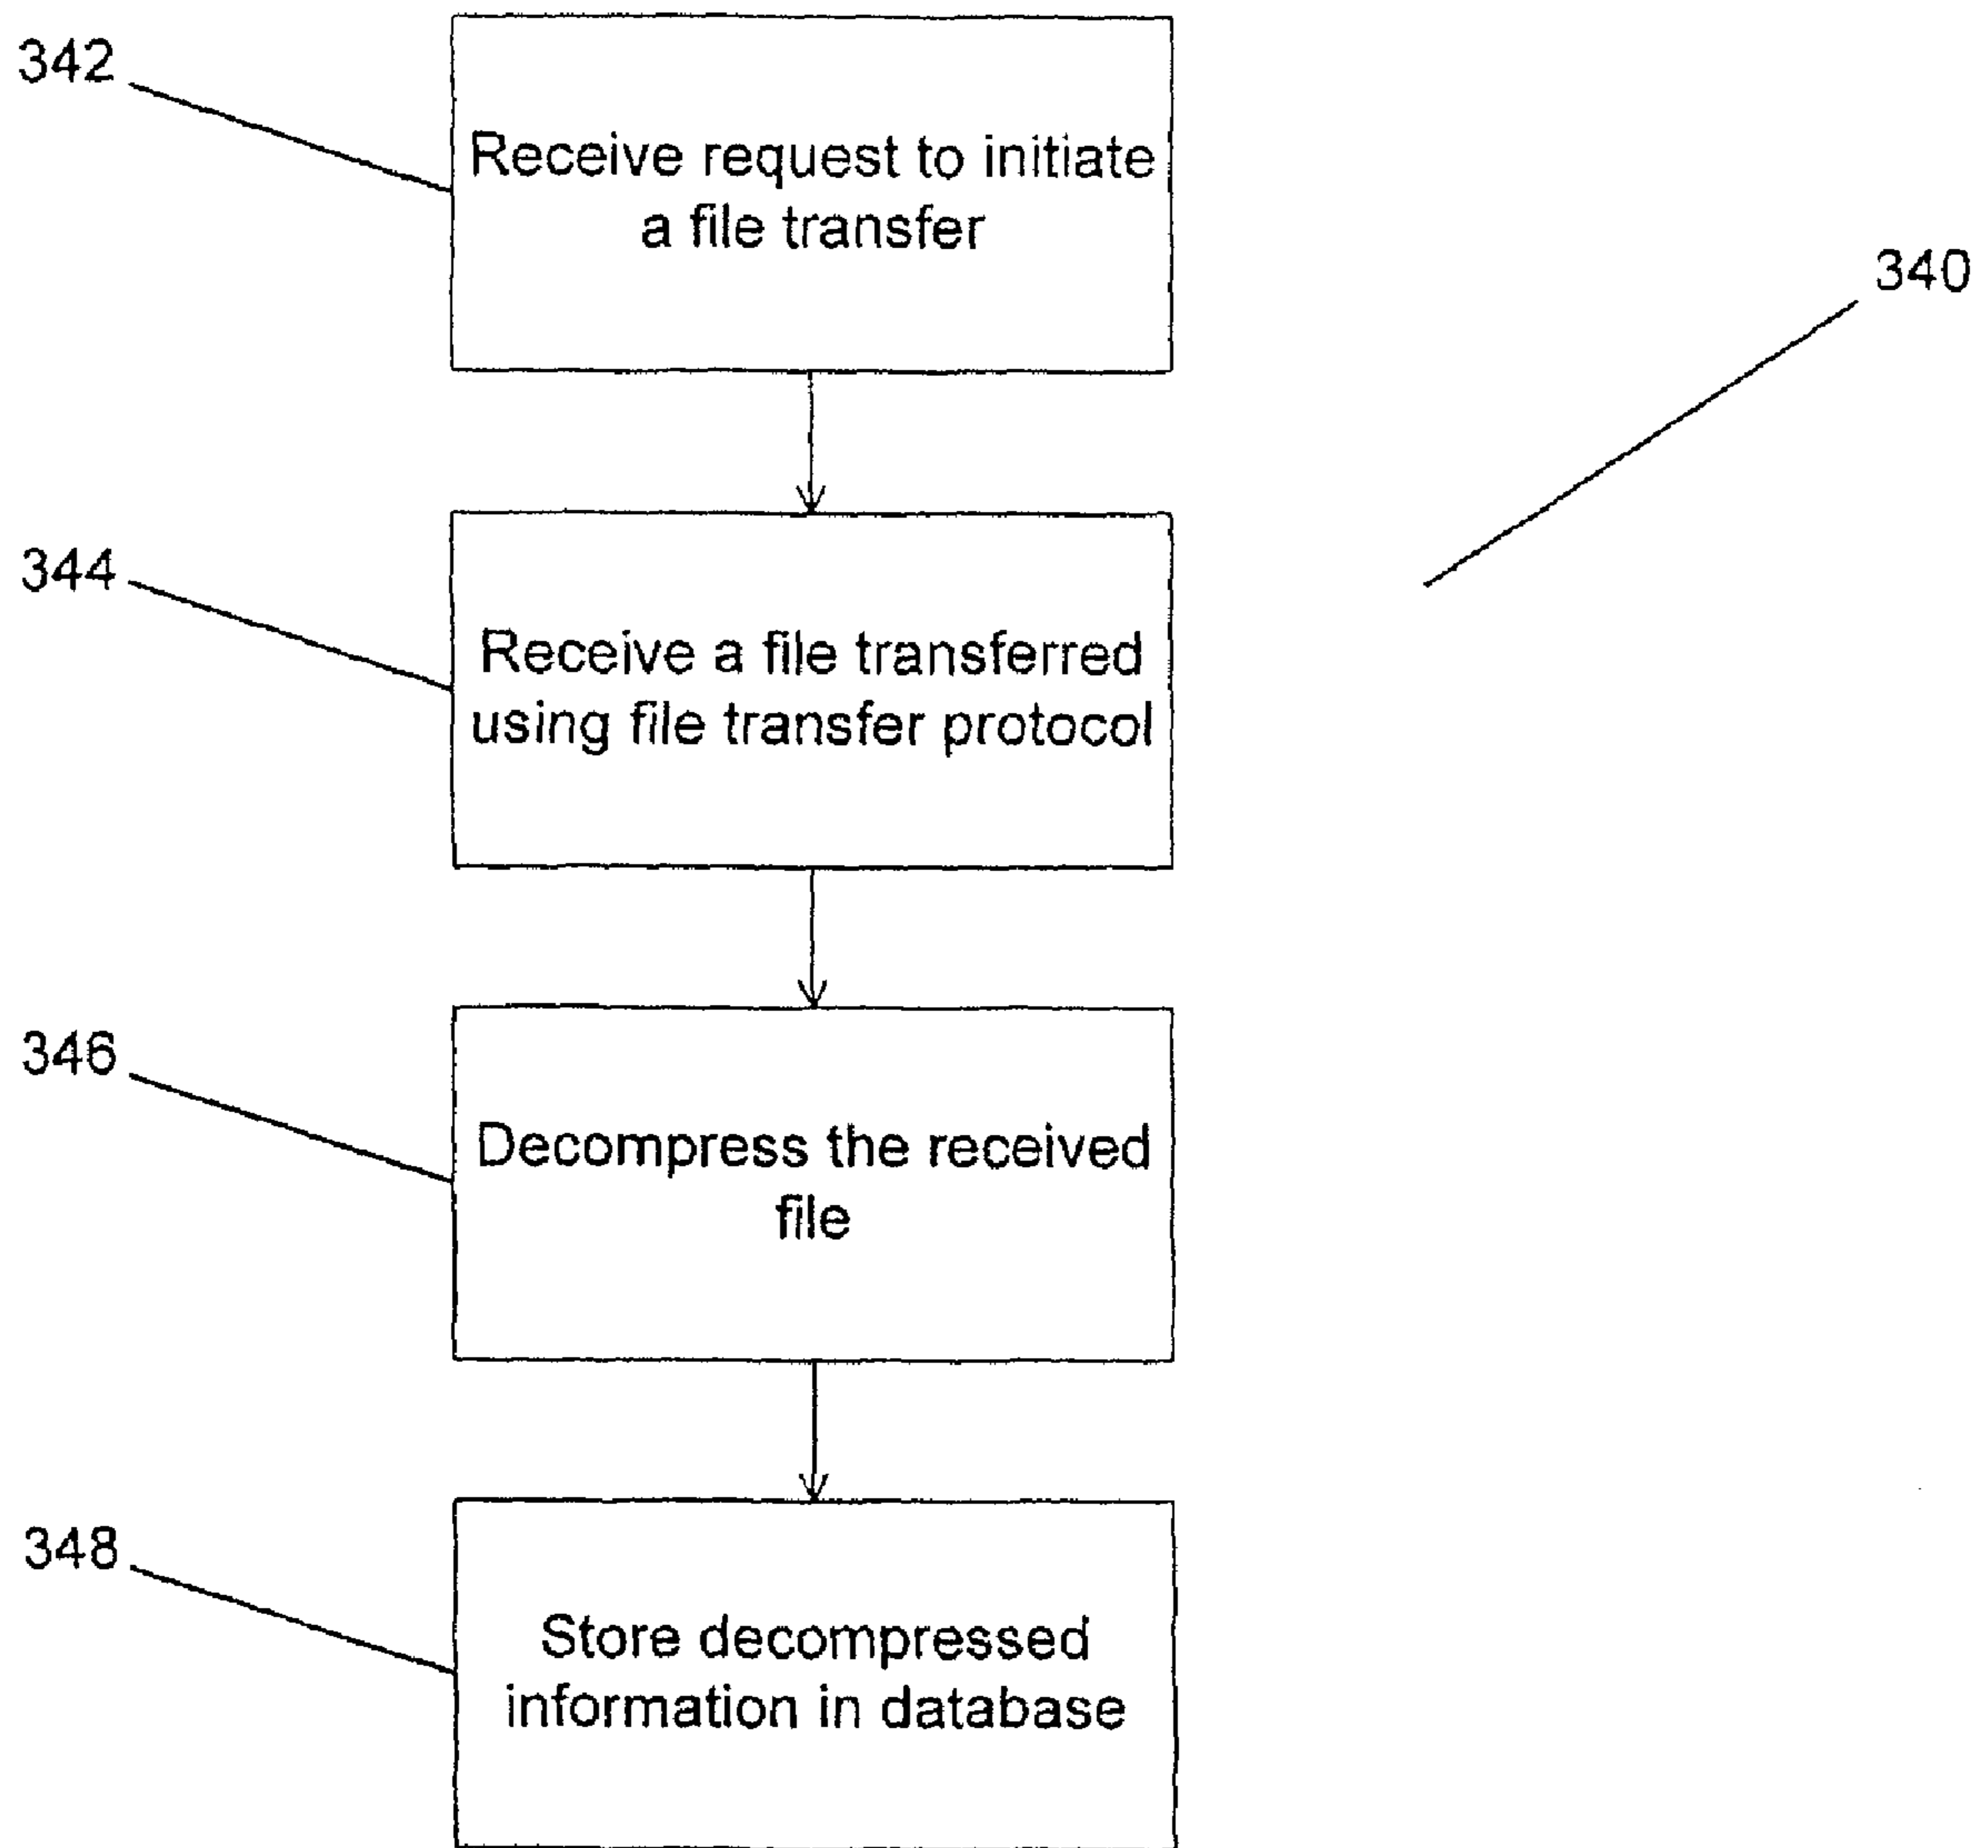 342
Receive request to initiate
a file transfer
340
344
Receive a file transferred
using file transfer protocol
346
Decompress the received
file
348
Store decompressed
information in database